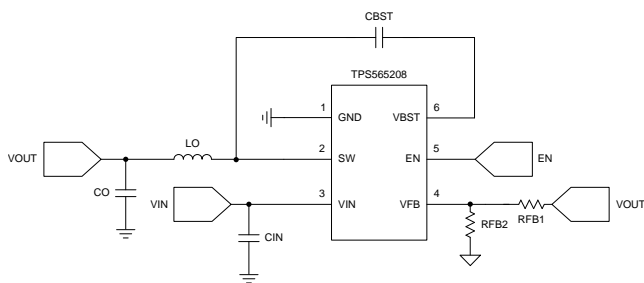 CBST
TPS565208
1
GND
VBST
6
LO
VOUT
2
SW
EN
5
EN
CO
VIN
3
VIN
VFB
4
VOUT
RFB1
RFB2
CIN